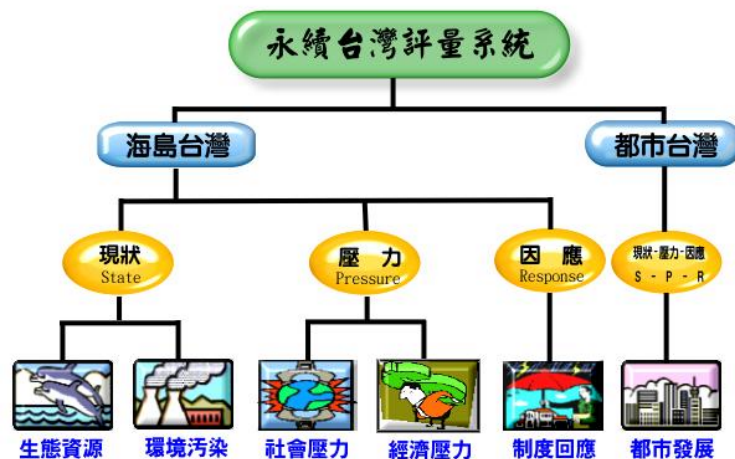 永續台灣評量系統
海島台灣
都市台灣
現狀
State
壓力
Pressure
因應
Response
現狀-壓力-因應
S - P - R
生態資源
環境汚染
社會壓力
經濟壓力
制度回應
都市發展